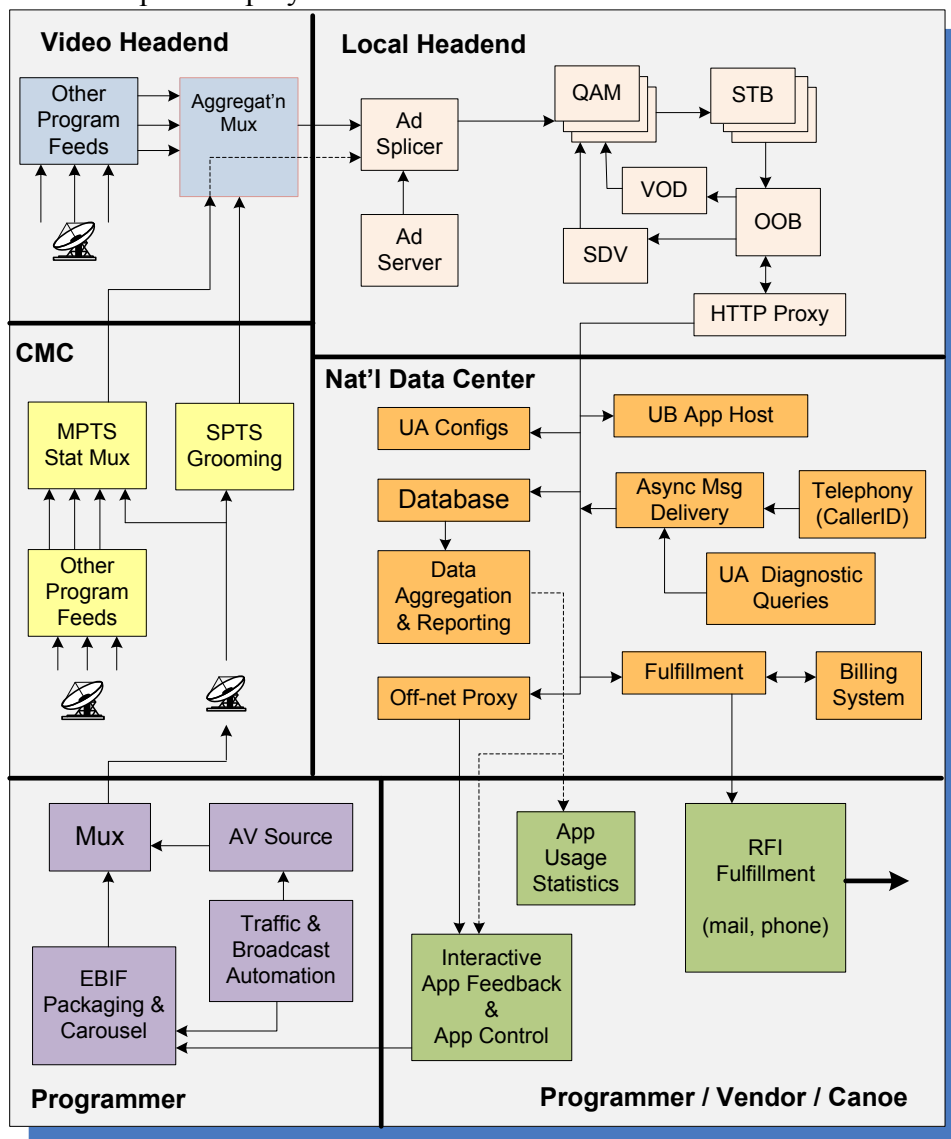 Video Headend
Other
Program
Feeds
Aggregat'n
Mux
Local Headend
Ad
Splicer
Ad
Server
QAM
STB
VOD
OOB
SDV
HTTP Proxy
CMC
MPTS
Stat Mux
SPTS
Grooming
Other
Program
Feeds
Nat'l Data Center
UA Configs
UB App Host
Database
Async Msg
Delivery
Telephony
(CallerID)
Data
Aggregation
& Reporting
UA Diagnostic
Queries
Off-net Proxy
Fulfillment
Billing
System
Mux
AV Source
Traffic &
Broadcast
Automation
EBIF
Packaging &
Carousel
Programmer
App
Usage
Statistics
RFI
Fulfillment
(mail, phone)
Interactive
App Feedback
&
App Control
Programmer / Vendor / Canoe